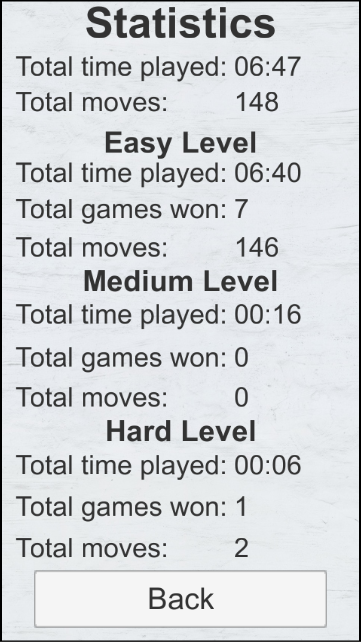 Statistics
Total time played: 06:47
Total moves: 148
Easy Level
Total time played: 06:40
Total games won: 7
Total moves: 146
Medium Level
Total time played: 00:16
Total games won: 0
Total moves: 0
Hard Level
Total time played: 00:06
Total games won: 1
Total moves: 2
Back